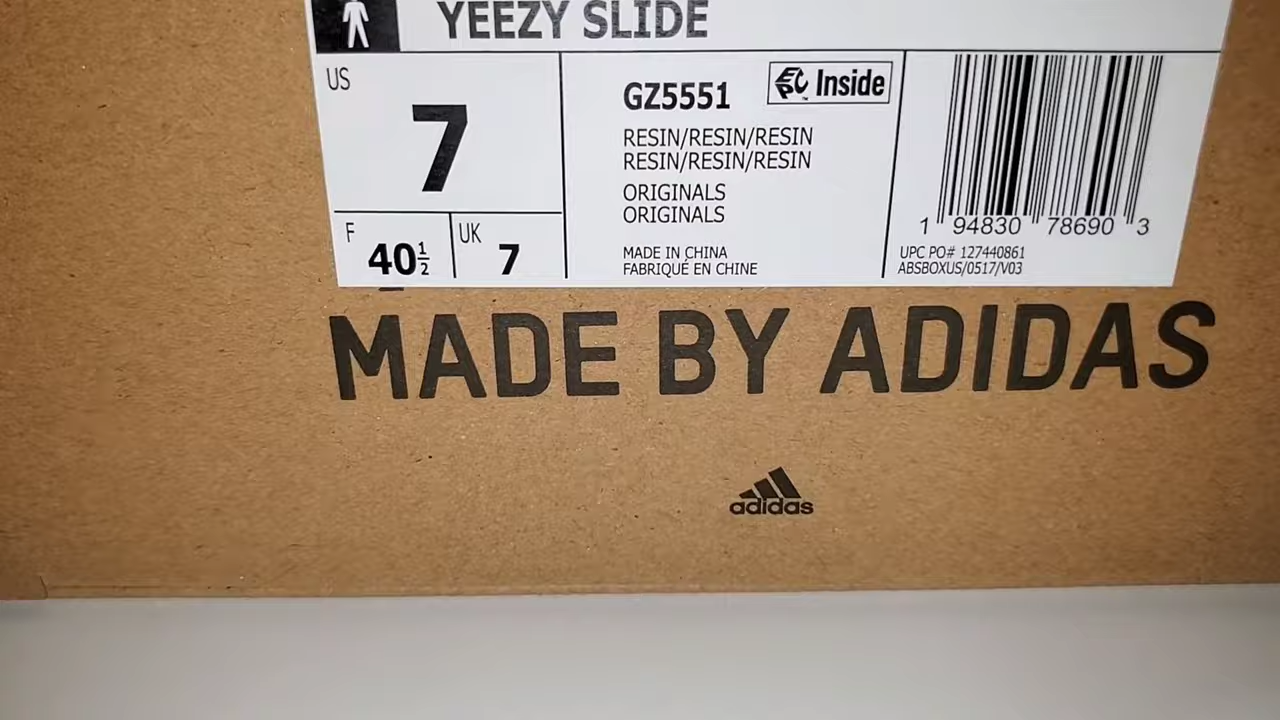 YEEZY SLIDE
US
7
F
40½
UK
7
GZ5551
EPC Inside
RESIN/RESIN/RESIN
RESIN/RESIN/RESIN
ORIGINALS
ORIGINALS
MADE IN CHINA
FABRIQUÉ EN CHINE
1 94830 78690 3
UPC PO# 127440861
ABSBOXUS/0517/V03
MADE BY ADIDAS
adidas